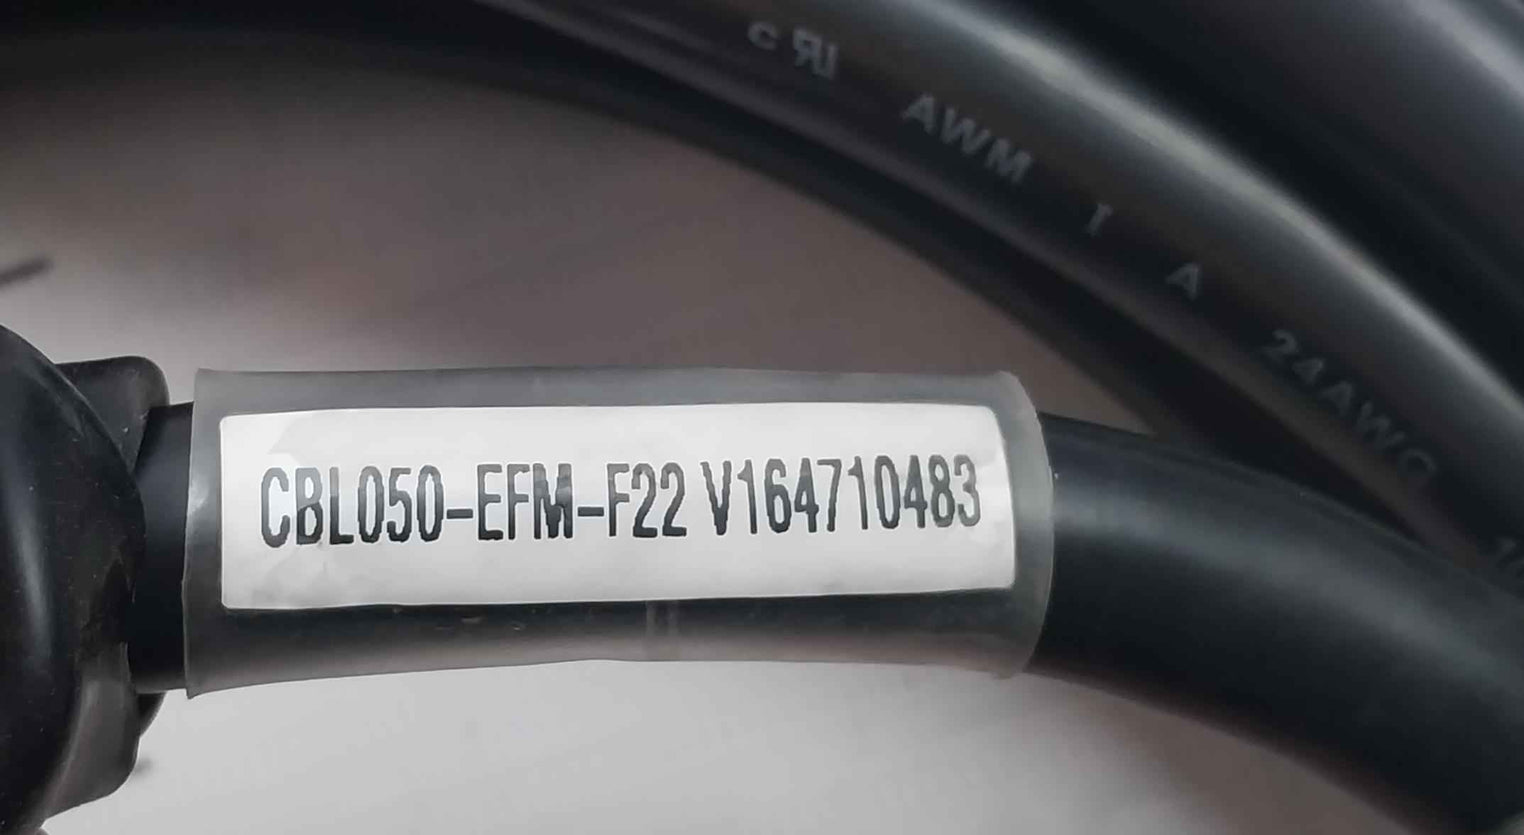 c RU AWM I A 24AWG
CBL050-EFM-F22 V164710483